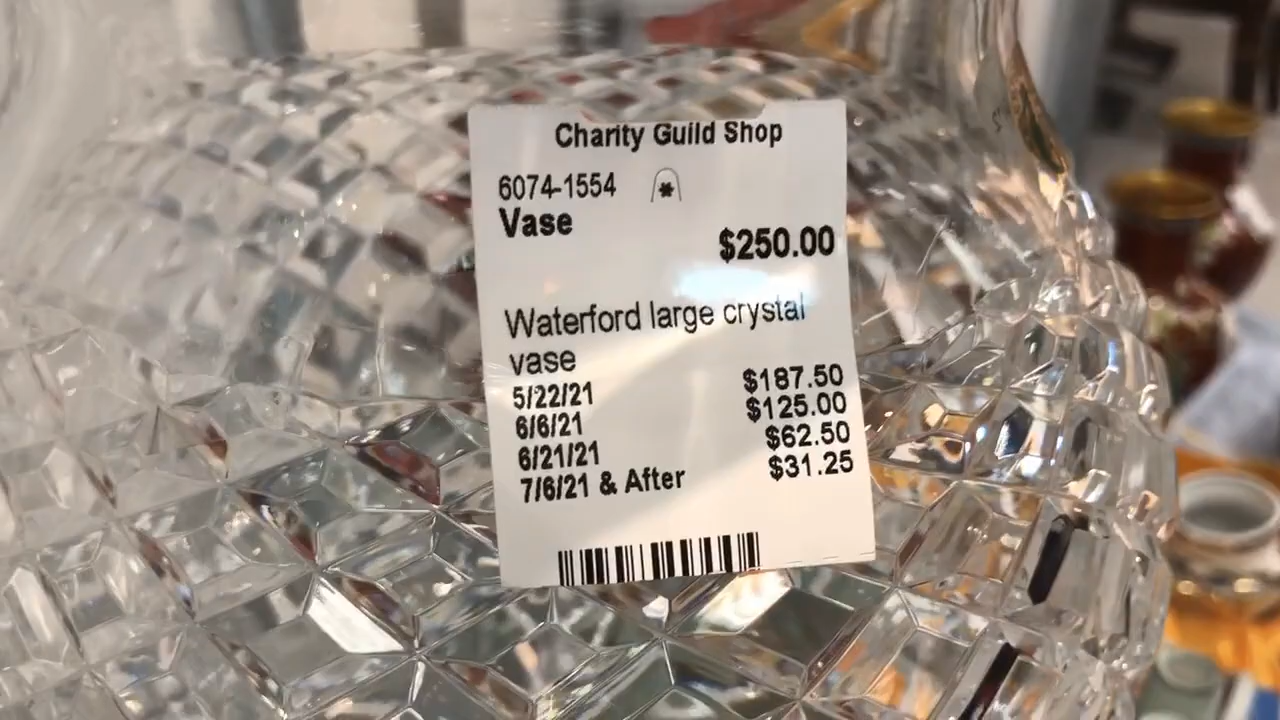 Charity Guild Shop
6074-1554
Vase
$250.00
Waterford large crystal
vase
5/22/21 $187.50
6/6/21 $125.00
6/21/21 $62.50
7/6/21 & After $31.25